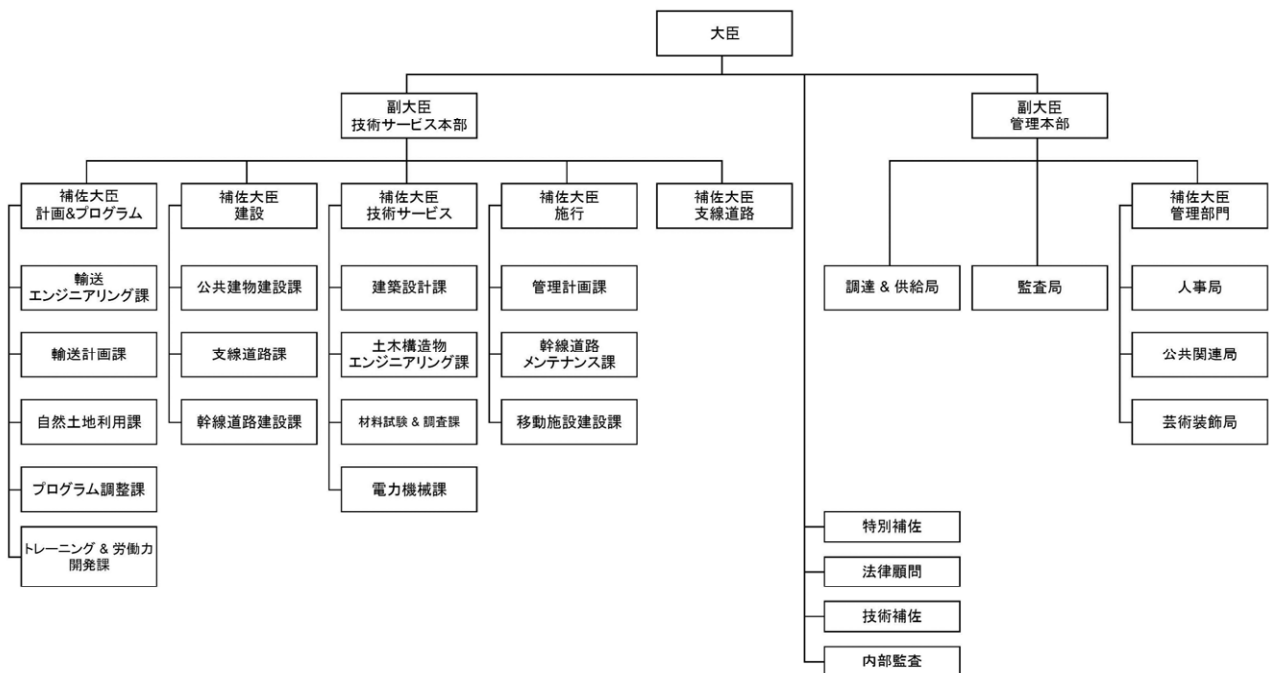 大臣
副大臣
技術サービス本部
副大臣
管理本部
補佐大臣
計画&プログラム
補佐大臣
建設
補佐大臣
技術サービス
補佐大臣
施行
補佐大臣
支線道路
補佐大臣
管理部門
輸送
エンジニアリング課
公共建物建設課
建築設計課
管理計画課
調達 & 供給局
監査局
人事局
輸送計画課
支線道路課
土木構造物
エンジニアリング課
幹線道路
メンテナンス課
公共関連局
自然土地利用課
幹線道路建設課
材料試験 & 調査課
移動施設建設課
芸術装飾局
プログラム調整課
電力機械課
トレーニング & 労働力
開発課
特別補佐
法律顧問
技術補佐
内部監査